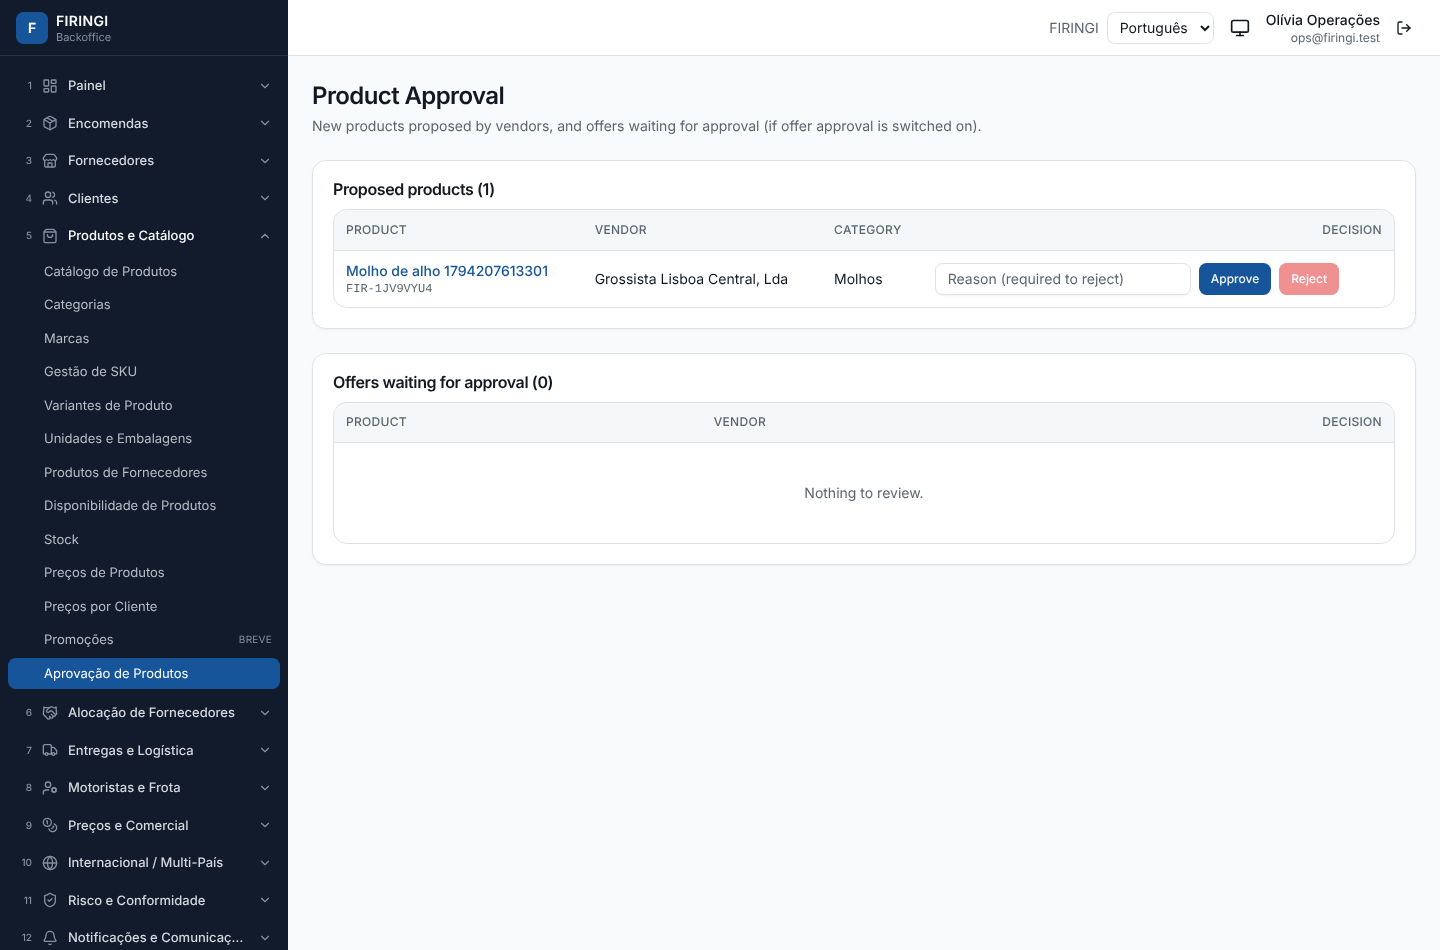 F
FIRINGI
Backoffice
FIRINGI
Português
Olívia Operações
ops@firingi.test
1 Painel
2 Encomendas
3 Fornecedores
4 Clientes
5 Produtos e Catálogo
Catálogo de Produtos
Categorias
Marcas
Gestão de SKU
Variantes de Produto
Unidades e Embalagens
Produtos de Fornecedores
Disponibilidade de Produtos
Stock
Preços de Produtos
Preços por Cliente
Promoções BREVE
Aprovação de Produtos
6 Alocação de Fornecedores
7 Entregas e Logística
8 Motoristas e Frota
9 Preços e Comercial
10 Internacional / Multi-País
11 Risco e Conformidade
12 Notificações e Comunicaç...
Product Approval
New products proposed by vendors, and offers waiting for approval (if offer approval is switched on).
Proposed products (1)
PRODUCT VENDOR CATEGORY DECISION
Molho de alho 1794207613301
FIR-1JV9VYU4
Grossista Lisboa Central, Lda
Molhos
Reason (required to reject)
Approve
Reject
Offers waiting for approval (0)
PRODUCT VENDOR DECISION
Nothing to review.